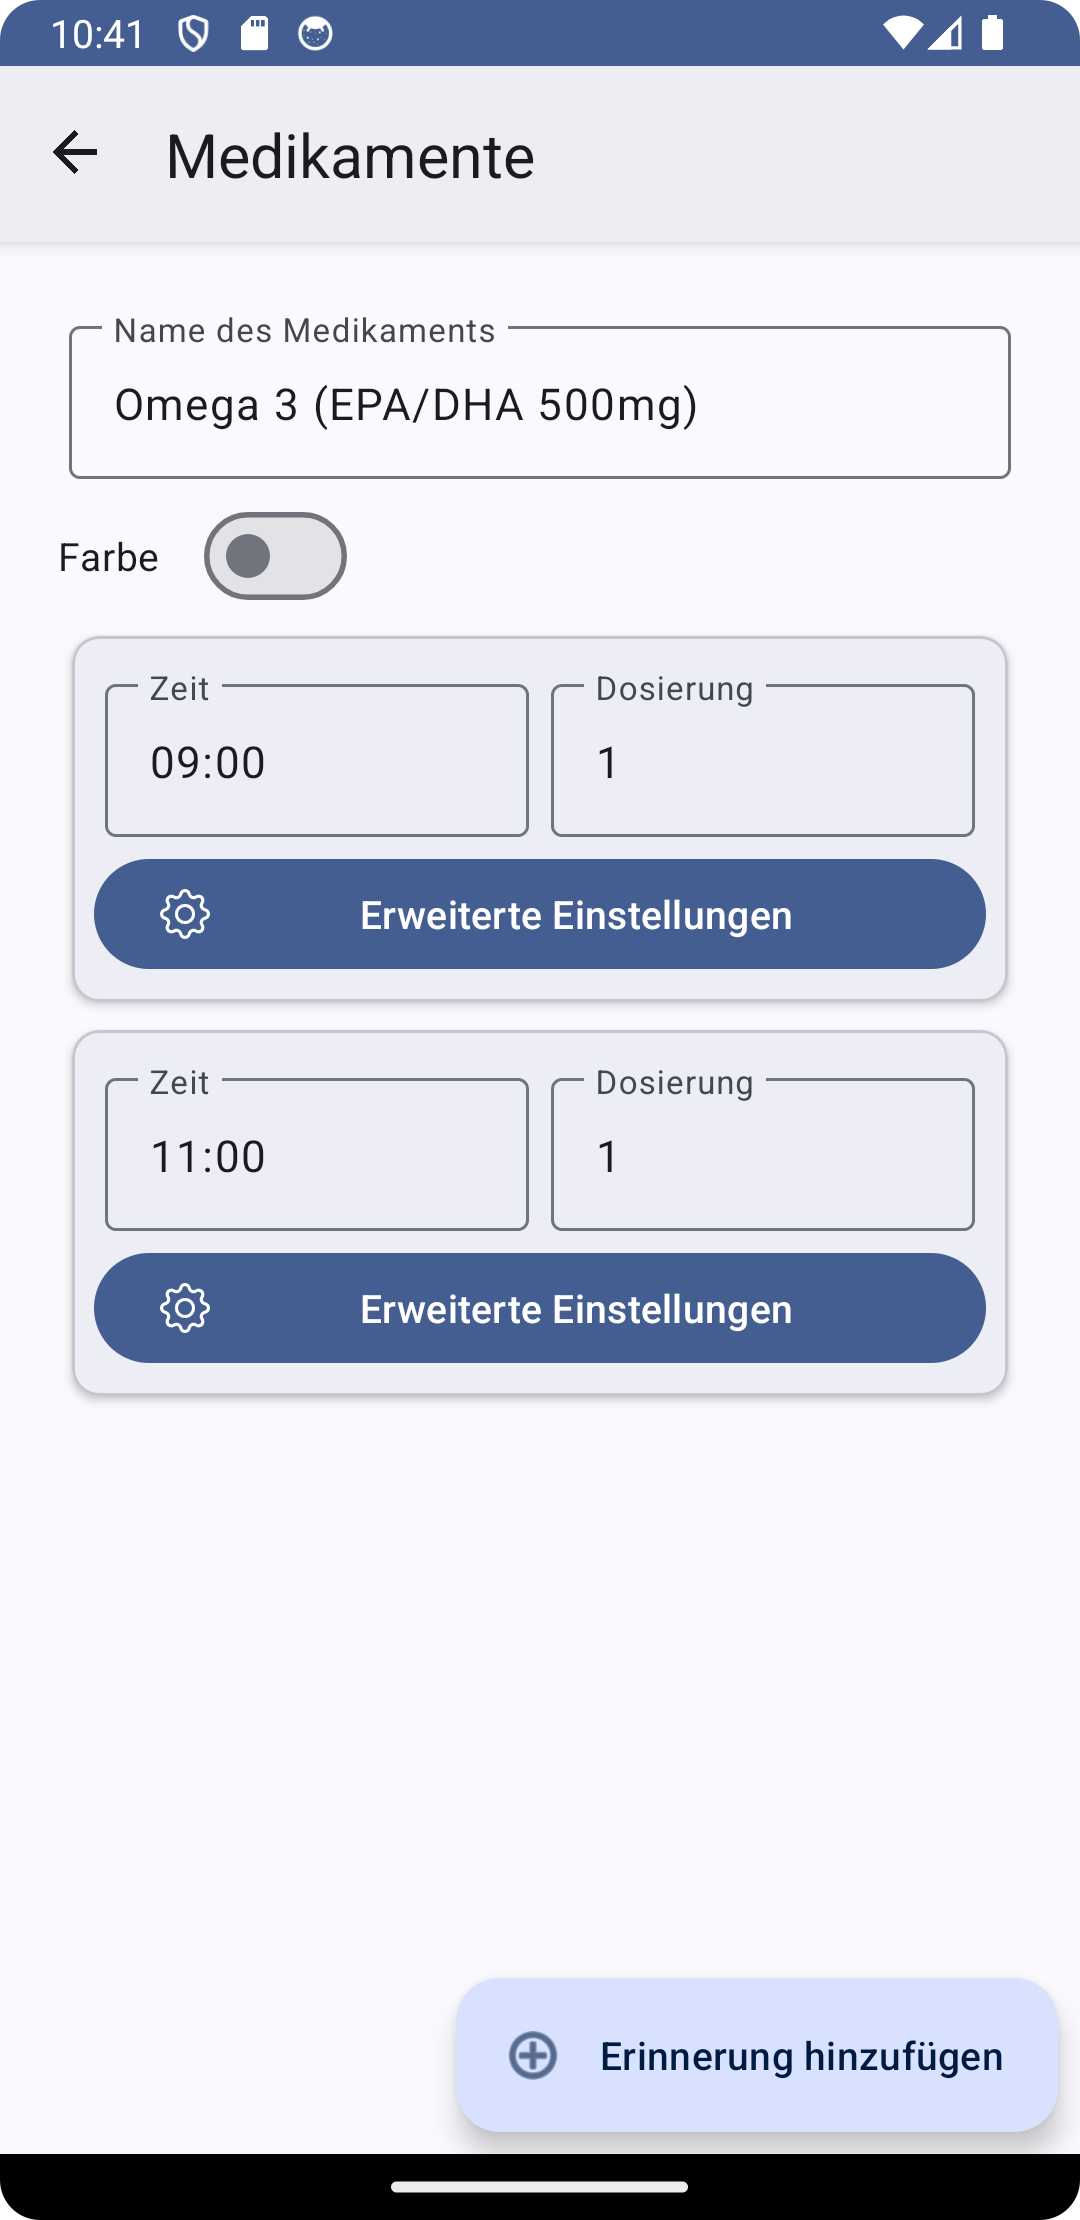 10:41
Medikamente
Name des Medikaments
Omega 3 (EPA/DHA 500mg)
Farbe
Zeit
Dosierung
09:00
1
Erweiterte Einstellungen
Zeit
Dosierung
11:00
1
Erweiterte Einstellungen
Erinnerung hinzufügen